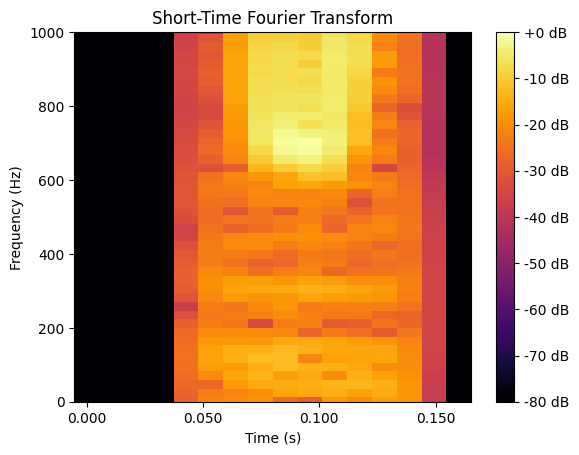 Short-Time Fourier Transform
1000
800
600
400
200
0
Frequency (Hz)
0.000
0.050
0.100
0.150
Time (s)
+0 dB
-10 dB
-20 dB
-30 dB
-40 dB
-50 dB
-60 dB
-70 dB
-80 dB